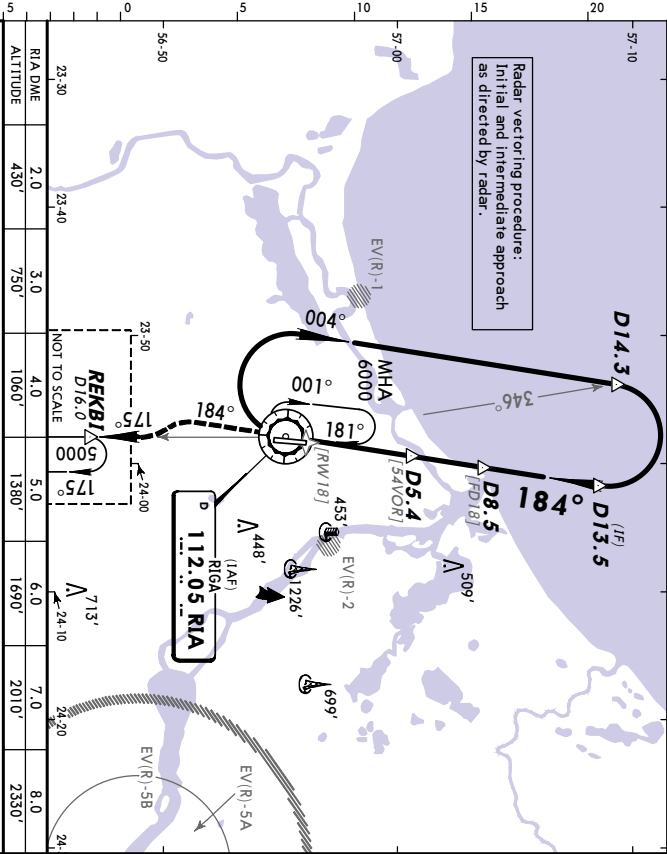 5
0
5
10
15
20
56-50
57-00
57-10
23-30
23-40
23-50
24-00
24-10
24-20
24-
Radar vectoring procedure:
Initial and intermediate approach
as directed by radar.
EV(R)-1
D14.3
004°
MHA
6000
346°
001°
181°
[RW18]
D5.4
[54VOR]
D8.5
[FD18]
184°
(IF)
D13.5
184°
175°
NOT TO SCALE
REKBI
D16.0
5000
175°
(IAF)
RIGA
D
112.05 RIA
453'
448'
EV(R)-2
1226'
509'
699'
713'
EV(R)-5A
EV(R)-5B
RIA DME 2.0 3.0 4.0 5.0 6.0 7.0 8.0
ALTITUDE 430' 750' 1060' 1380' 1690' 2010' 2330'